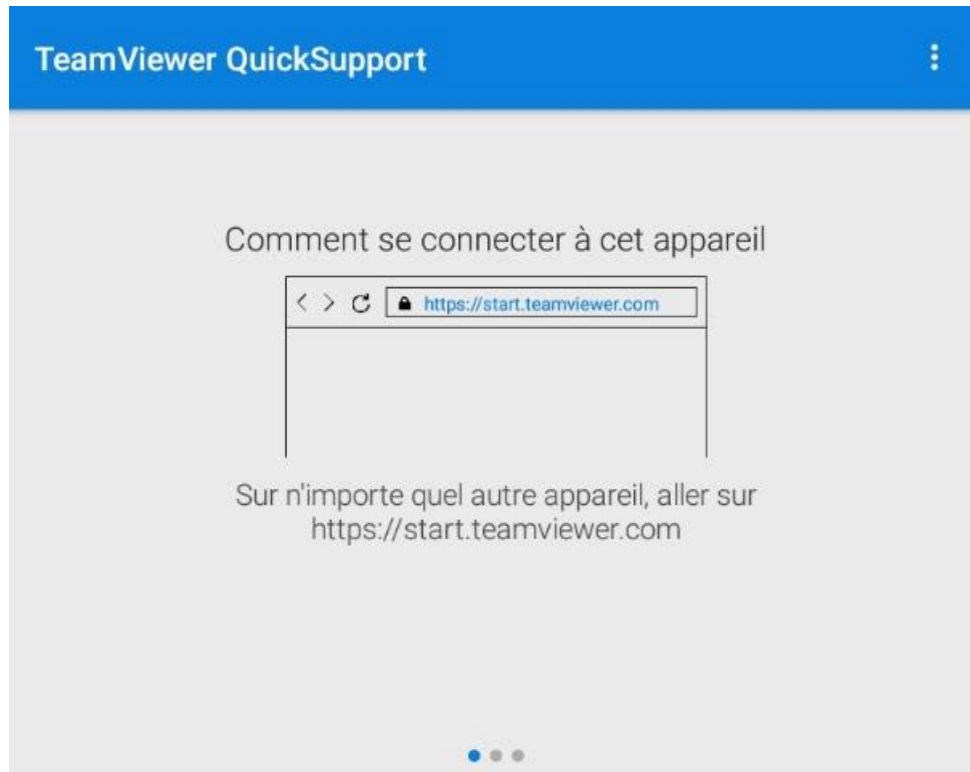 TeamViewer QuickSupport
Comment se connecter à cet appareil
https://start.teamviewer.com
Sur n'importe quel autre appareil, aller sur
https://start.teamviewer.com